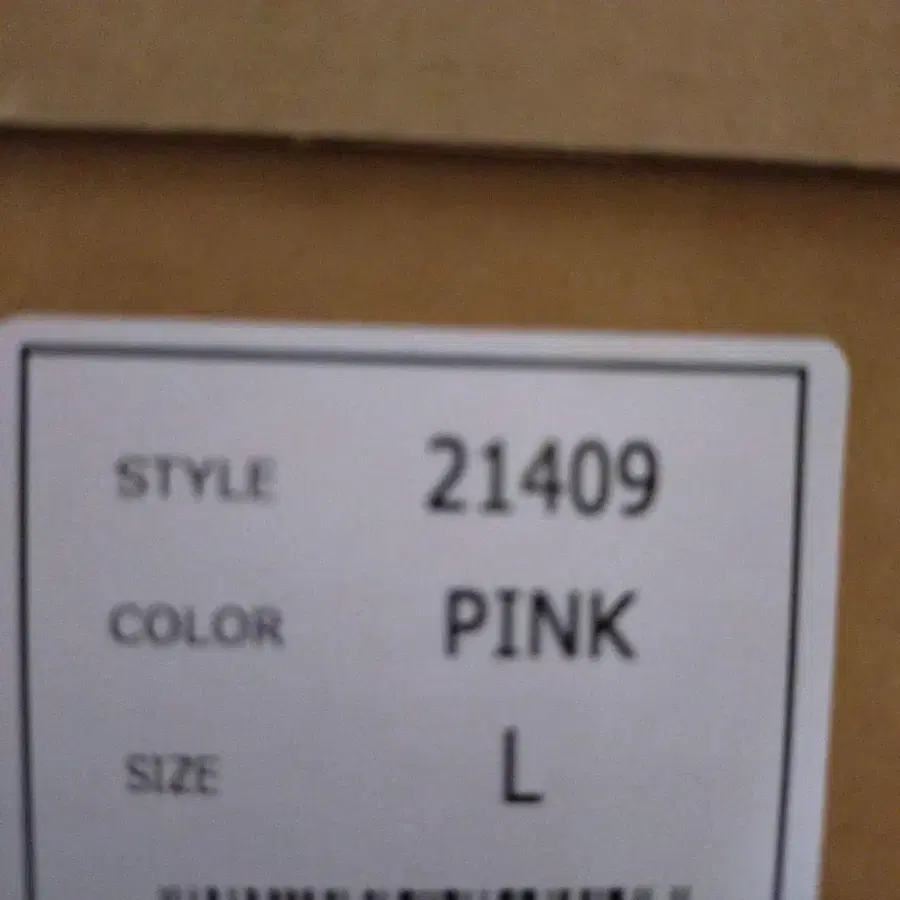 STYLE 21409
COLOR PINK
SIZE L